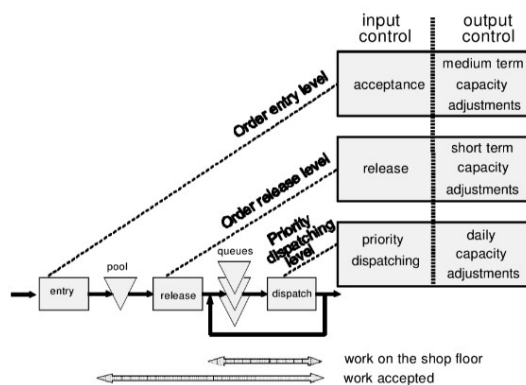 input control
output control
acceptance
medium term
capacity
adjustments
Order entry level
release
short term
capacity
adjustments
Order release level
priority
dispatching
daily
capacity
adjustments
Priority
dispatching
level
entry
pool
release
queues
dispatch
work on the shop floor
work accepted